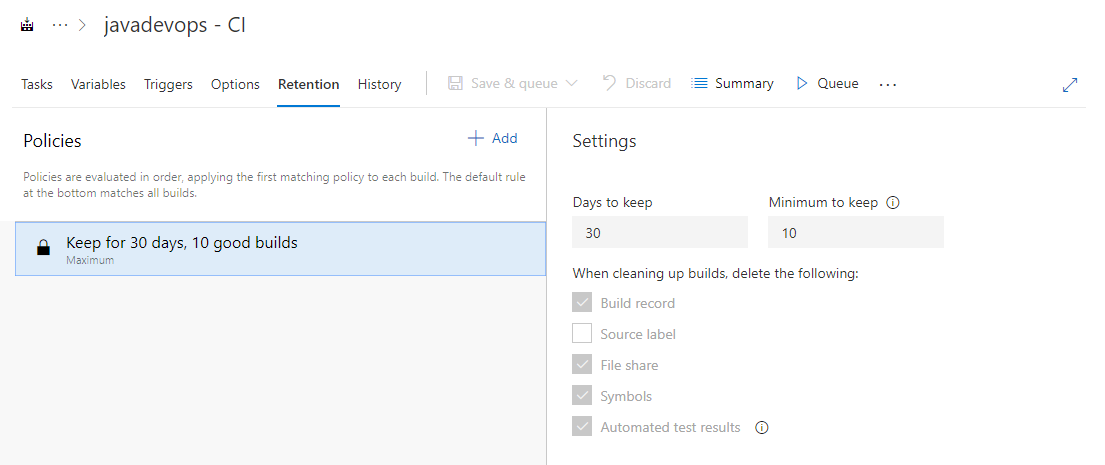 ··· > javadevops - CI
Tasks Variables Triggers Options Retention History Save & queue Discard Summary Queue ···
Policies
Add
Policies are evaluated in order, applying the first matching policy to each build. The default rule
at the bottom matches all builds.
Keep for 30 days, 10 good builds
Maximum
Settings
Days to keep Minimum to keep
30 10
When cleaning up builds, delete the following:
Build record
Source label
File share
Symbols
Automated test results